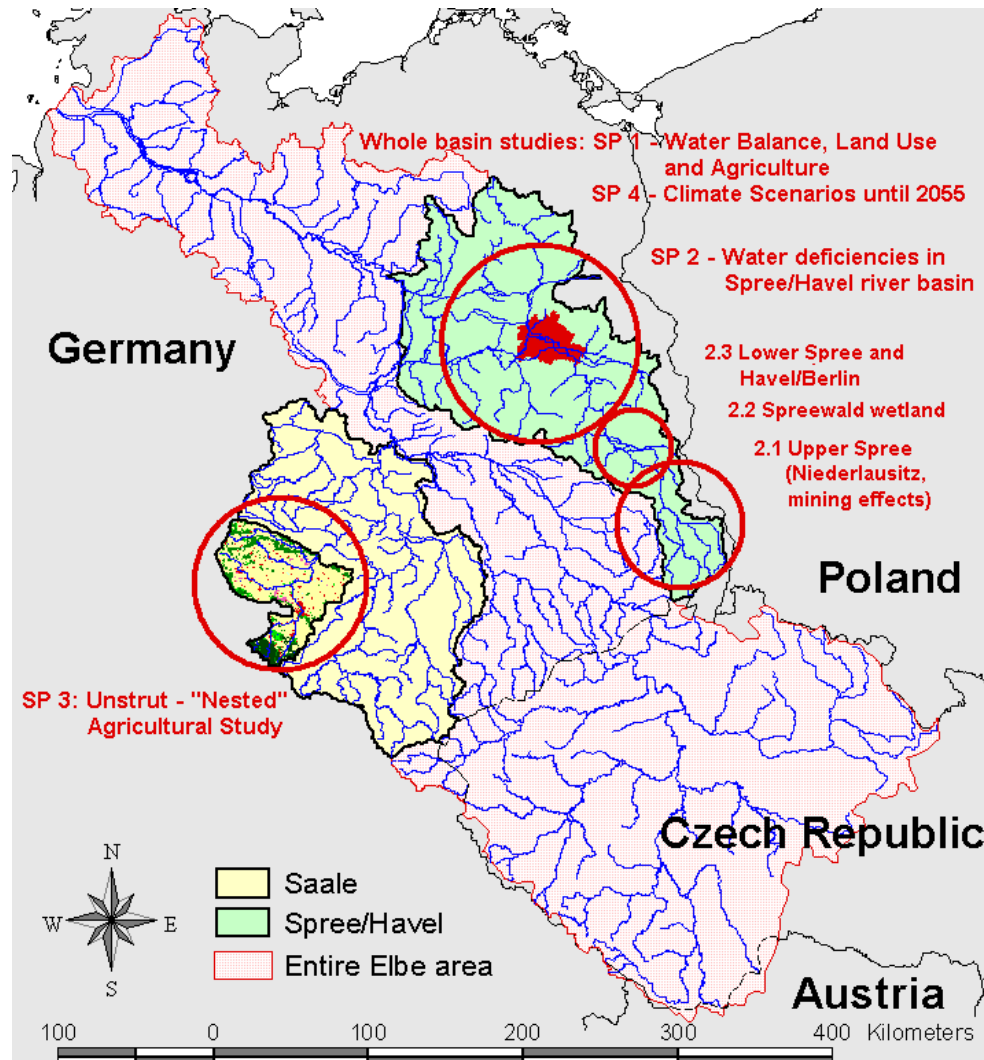 Whole basin studies: SP 1 - Water Balance, Land Use
and Agriculture
SP 4 - Climate Scenarios until 2055
SP 2 - Water deficiencies in
Spree/Havel river basin
Germany
2.3 Lower Spree and
Havel/Berlin
2.2 Spreewald wetland
2.1 Upper Spree
(Niederlausitz,
mining effects)
Poland
SP 3: Unstrut - "Nested"
Agricultural Study
Czech Republic
N
W E
S
Saale
Spree/Havel
Entire Elbe area
Austria
100 0 100 200 300 400 Kilometers